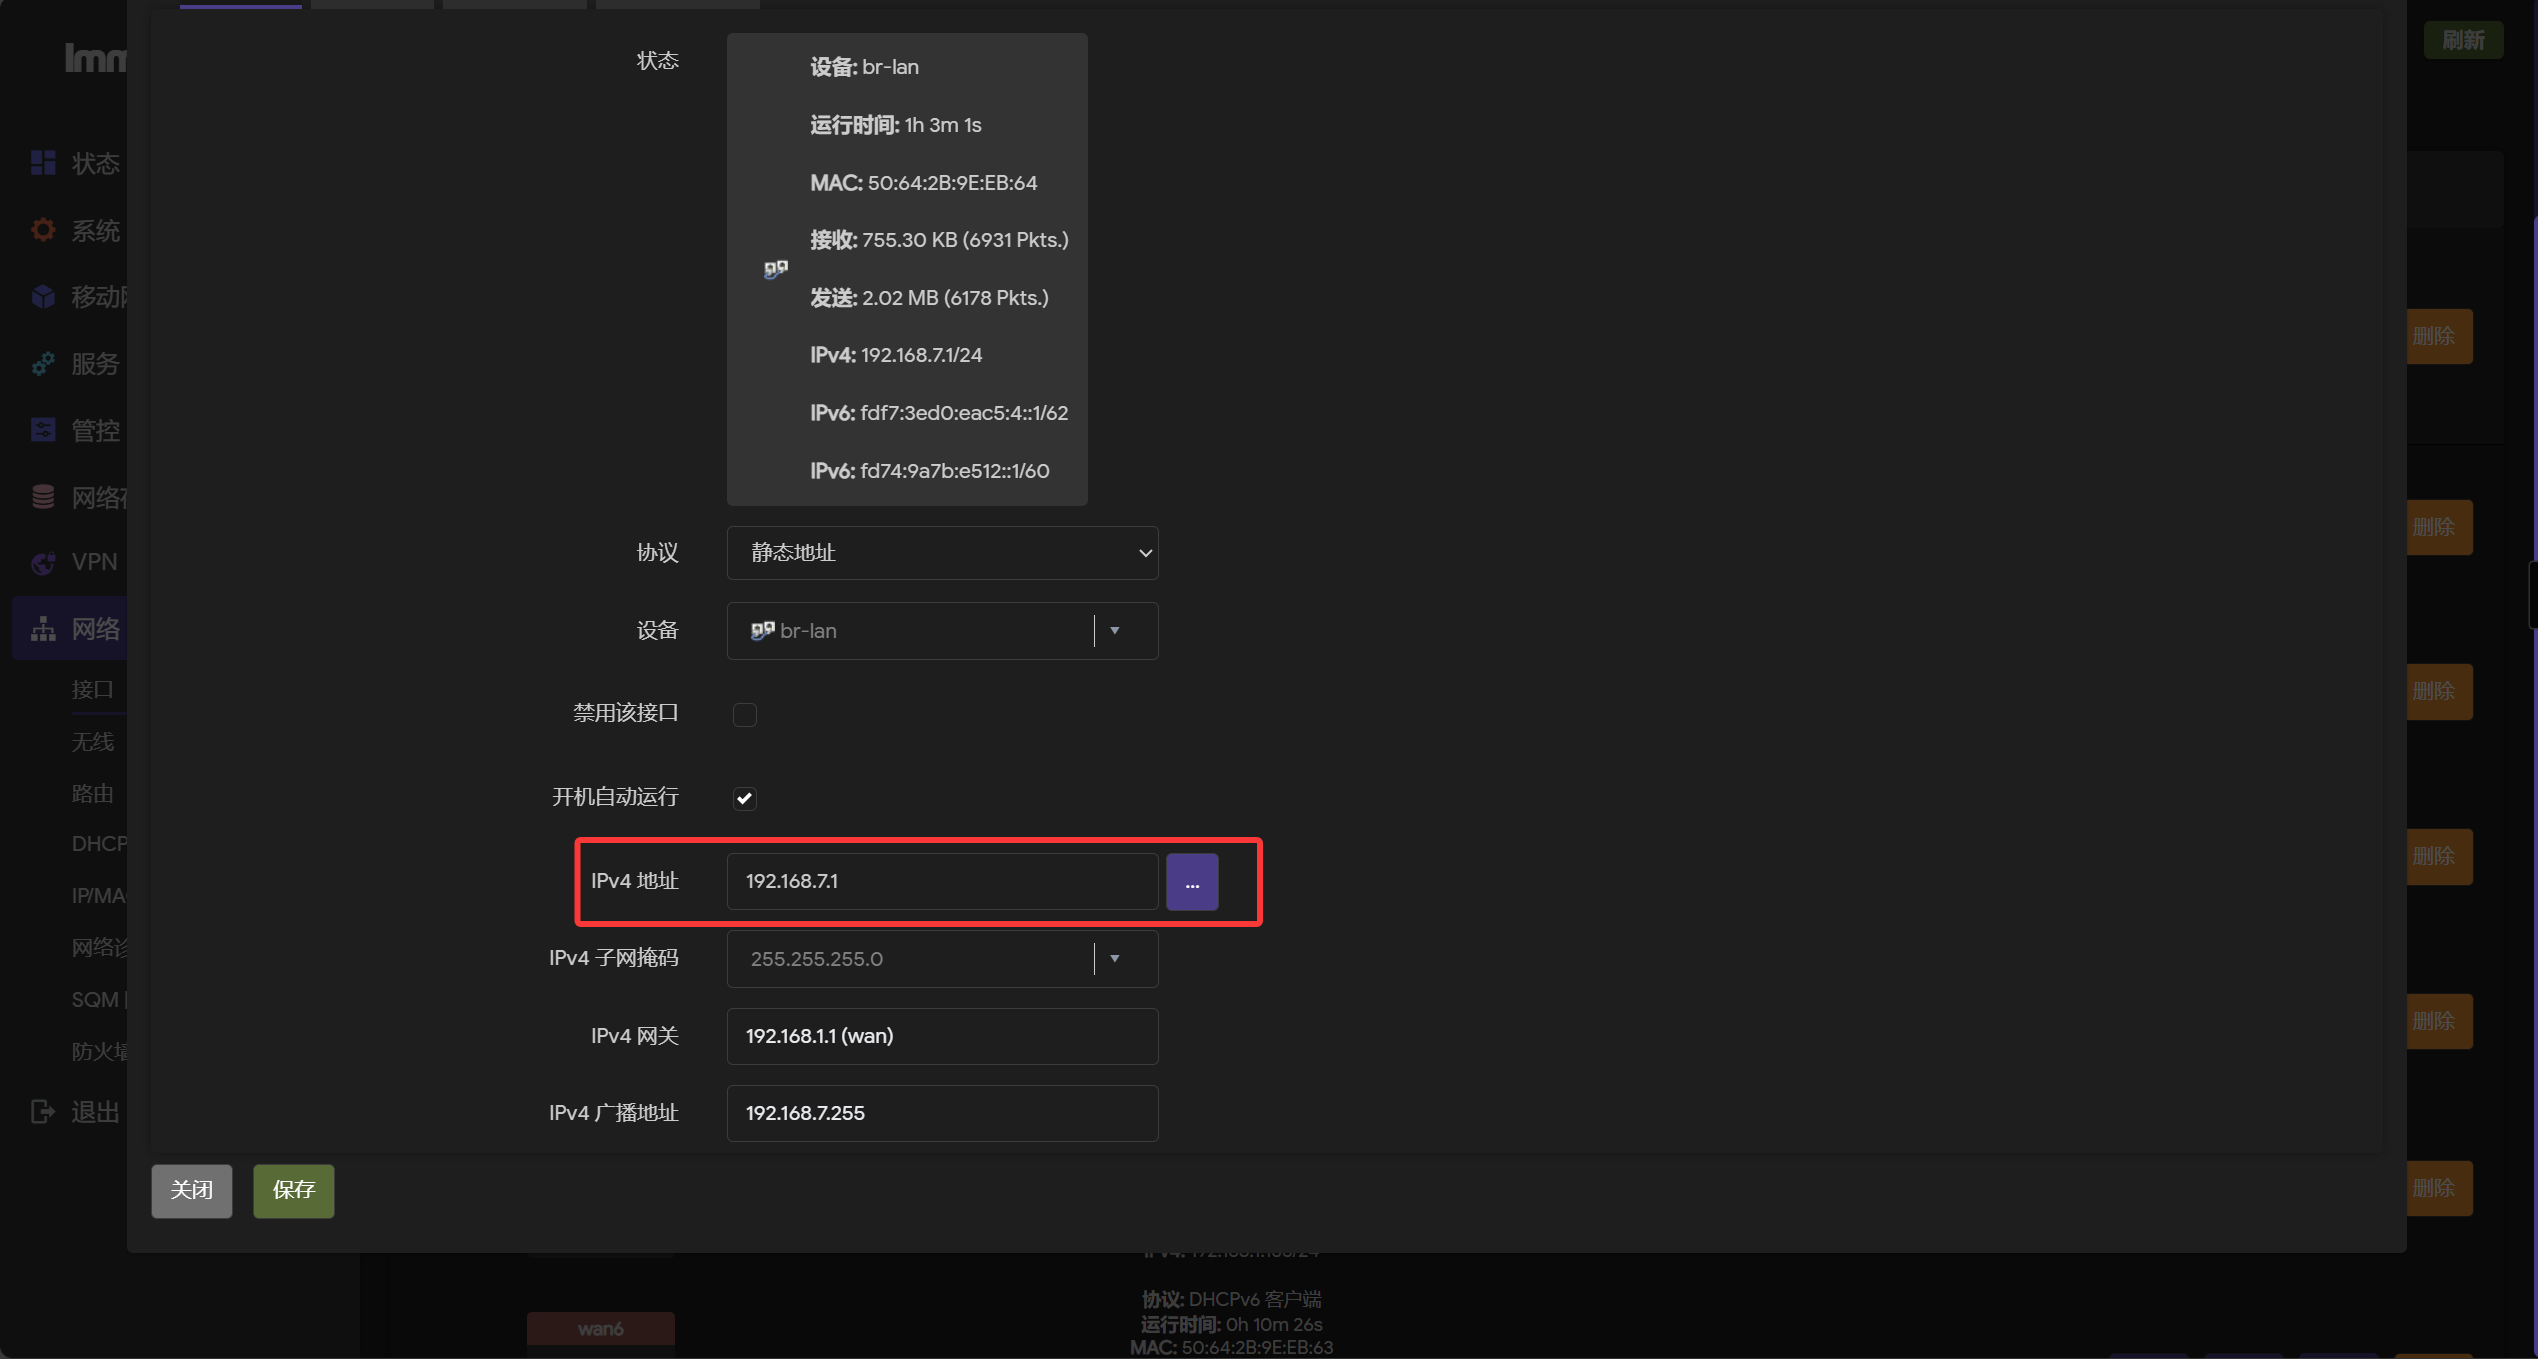 Imm
刷新
状态
系统
移动网
服务
管控
网络存
VPN
网络
接口
无线
路由
DHCP
IP/MA
网络诊
SQM
防火墙
退出
状态
设备: br-lan
运行时间: 1h 3m 1s
MAC: 50:64:2B:9E:EB:64
接收: 755.30 KB (6931 Pkts.)
发送: 2.02 MB (6178 Pkts.)
IPv4: 192.168.7.1/24
IPv6: fdf7:3ed0:eac5:4::1/62
IPv6: fd74:9a7b:e512::1/60
协议
静态地址
设备
br-lan
禁用该接口
开机自动运行
IPv4 地址
192.168.7.1
...
IPv4 子网掩码
255.255.255.0
IPv4 网关
192.168.1.1 (wan)
IPv4 广播地址
192.168.7.255
关闭
保存
删除
删除
删除
删除
删除
删除
wan6
协议: DHCPv6 客户端
运行时间: 0h 10m 26s
MAC: 50:64:2B:9E:EB:63